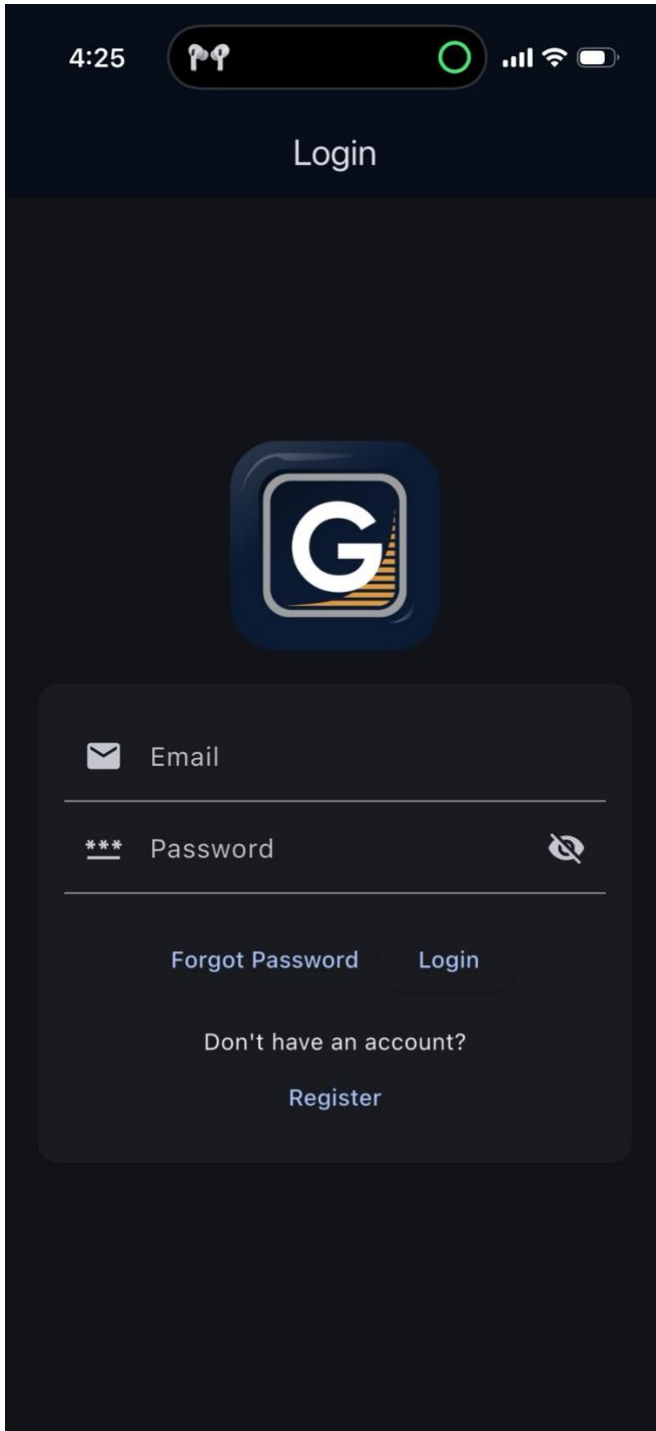 4:25
Login
G
Email
*** Password
Forgot Password Login
Don't have an account?
Register